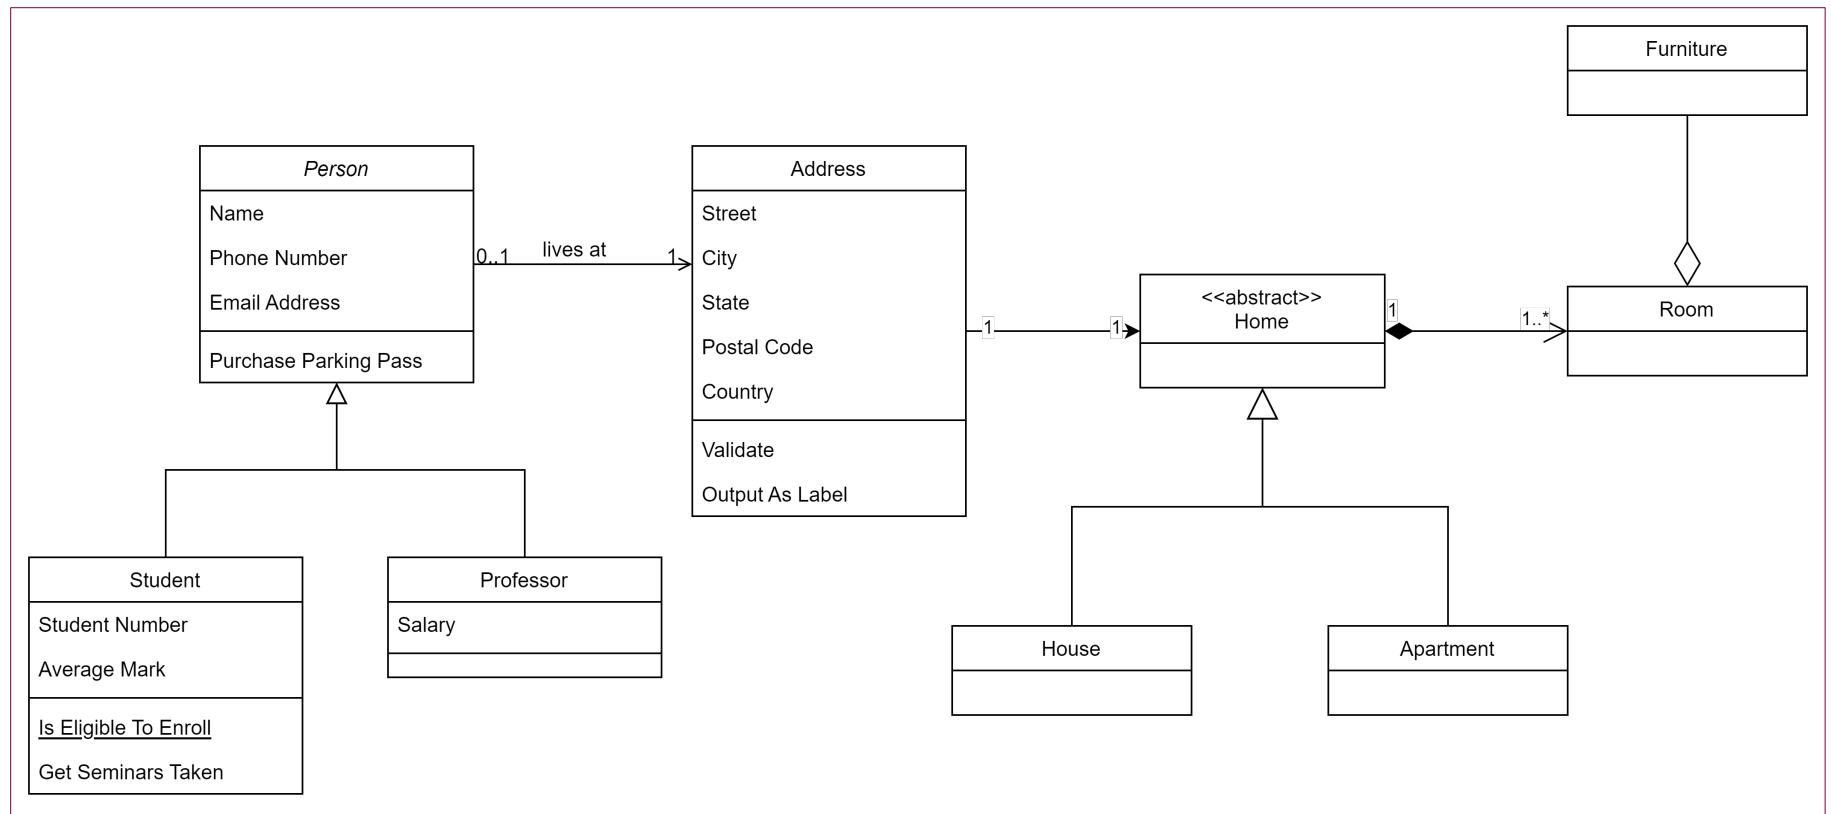 Furniture
Person
Name
Phone Number
Email Address
Purchase Parking Pass
0..1
lives at
1
Address
Street
City
State
Postal Code
Country
Validate
Output As Label
1
1
<<abstract>>
Home
1
1..*
Room
Student
Student Number
Average Mark
Is Eligible To Enroll
Get Seminars Taken
Professor
Salary
House
Apartment